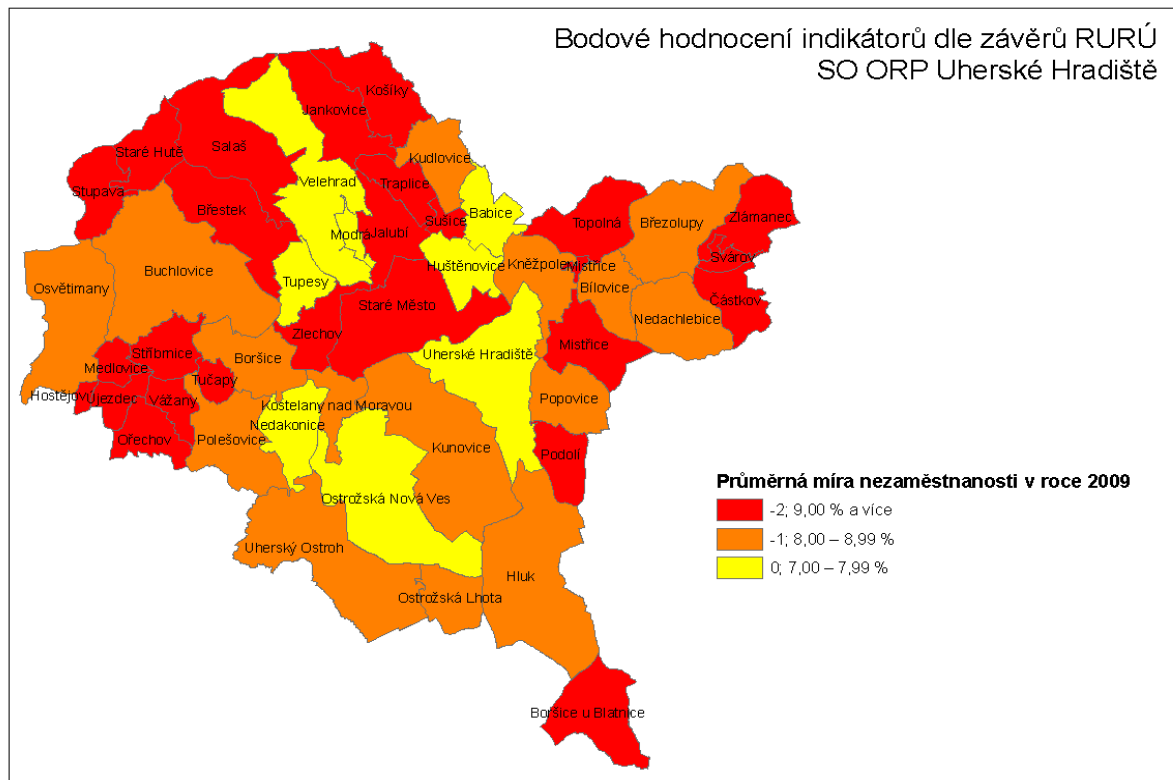 Bodové hodnocení indikátorů dle závěrů RURÚ
SO ORP Uherské Hradiště
Košíky
Jankovice
Staré Hutě
Salaš
Kudlovice
Stupava
Velehrad
Traplice
Babice
Břestek
Sušice
Topolná
Březolupy
Zlámanec
Modrá
Jalubí
Buchlovice
Huštěnovice
Kněžpole
Mistřice
Svárov
Osvětimany
Tupesy
Bílovice
Částkov
Staré Město
Nedachlebice
Zlechov
Stříbrnice
Boršice
Uherské Hradiště
Mistřice
Medlovice
Tučapy
Hostějov
Újezdec
Vážany
Kostelany nad Moravou
Popovice
Nedakonice
Ořechov
Polešovice
Kunovice
Podolí
Ostrožská Nová Ves
Uherský Ostroh
Hluk
Ostrožská Lhota
Boršice u Blatnice
Průměrná míra nezaměstnanosti v roce 2009
-2; 9,00 % a více
-1; 8,00 – 8,99 %
0; 7,00 – 7,99 %